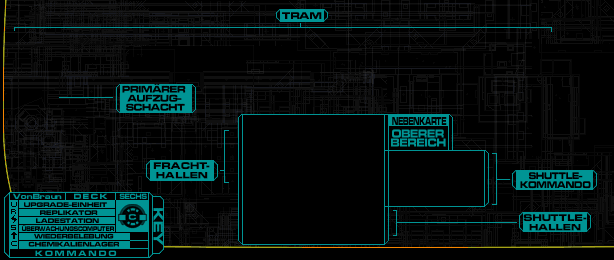 TRAM
PRIMÄRER
AUFZUG-
SCHACHT
NEBENKARTE
OBERER
BEREICH
FRACHT-
HALLEN
SHUTTLE-
KOMMANDO
SHUTTLE-
HALLEN
VonBraun DECK SECHS
UPGRADE-EINHEIT
REPLIKATOR
LADESTATION
ÜBERWACHUNGSCOMPUTER
WIEDERBELEBUNG
CHEMIKALIENLAGER
KEY
KOMMANDO